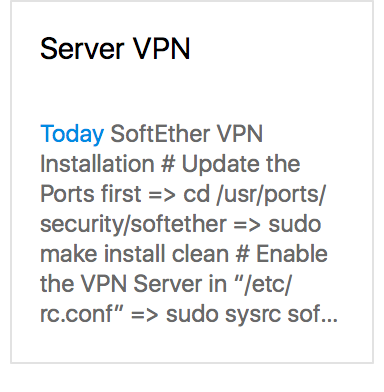 Server VPN
Today SoftEther VPN
Installation # Update the
Ports first => cd /usr/ports/
security/softether => sudo
make install clean # Enable
the VPN Server in "/etc/
rc.conf" => sudo sysrc sof...